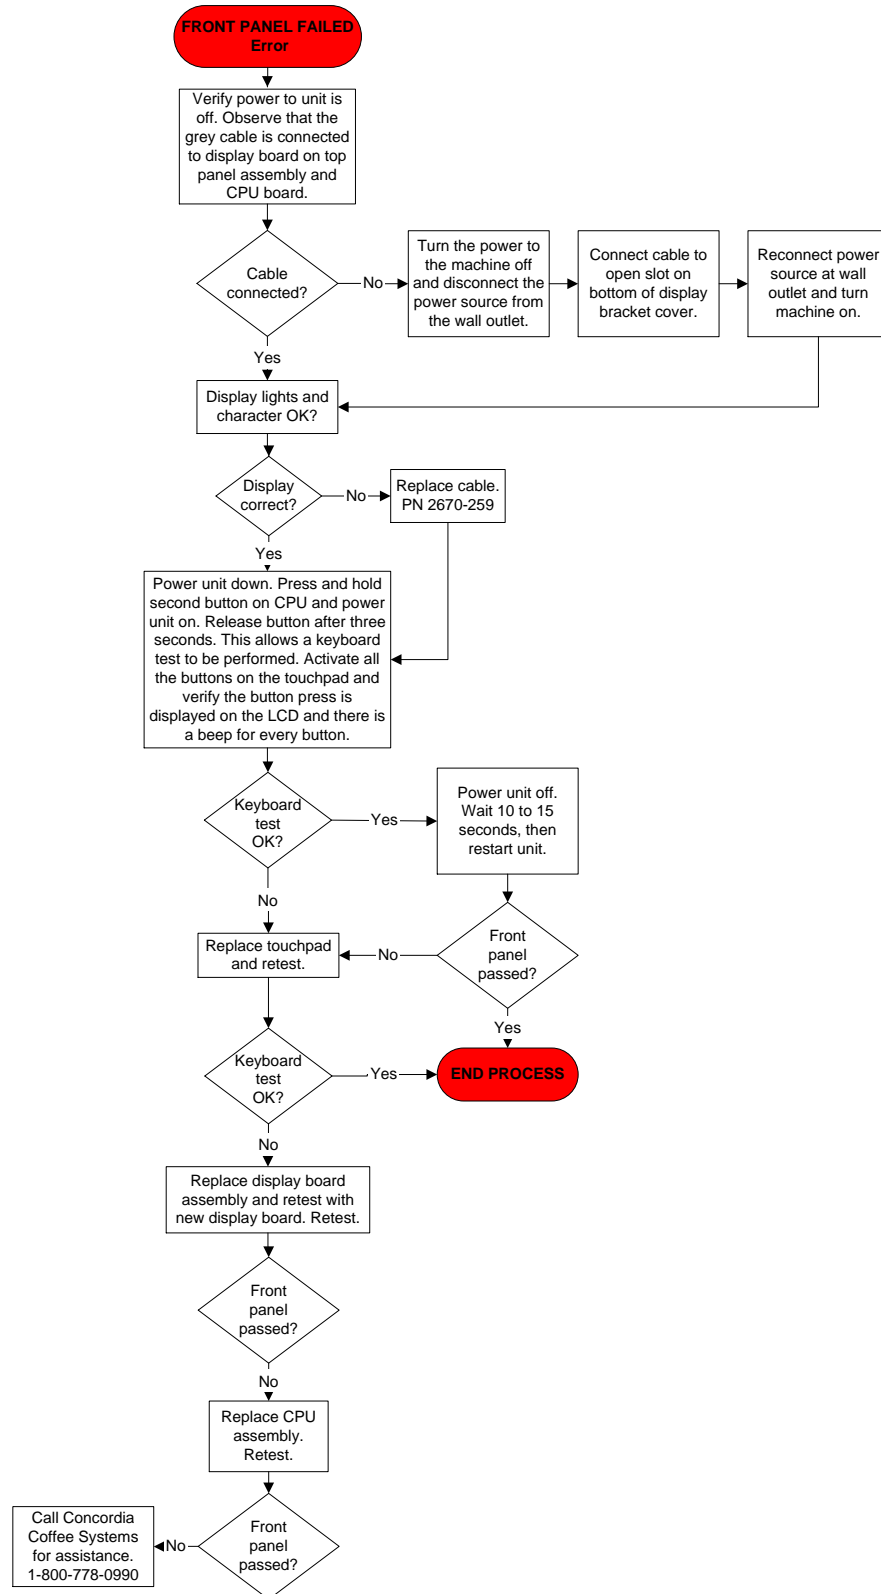 FRONT PANEL FAILED
Error
Verify power to unit is
off. Observe that the
grey cable is connected
to display board on top
panel assembly and
CPU board.
Cable
connected?
No
Turn the power to
the machine off
and disconnect the
power source from
the wall outlet.
Connect cable to
open slot on
bottom of display
bracket cover.
Reconnect power
source at wall
outlet and turn
machine on.
Yes
Display lights and
character OK?
Display
correct?
No
Replace cable.
PN 2670-259
Yes
Power unit down. Press and hold
second button on CPU and power
unit on. Release button after three
seconds. This allows a keyboard
test to be performed. Activate all
the buttons on the touchpad and
verify the button press is
displayed on the LCD and there is
a beep for every button.
Keyboard
test
OK?
Yes
Power unit off.
Wait 10 to 15
seconds, then
restart unit.
No
Replace touchpad
and retest.
No
Front
panel
passed?
Yes
Keyboard
test
OK?
Yes
END PROCESS
No
Replace display board
assembly and retest with
new display board. Retest.
Front
panel
passed?
No
Replace CPU
assembly.
Retest.
Front
panel
passed?
No
Call Concordia
Coffee Systems
for assistance.
1-800-778-0990